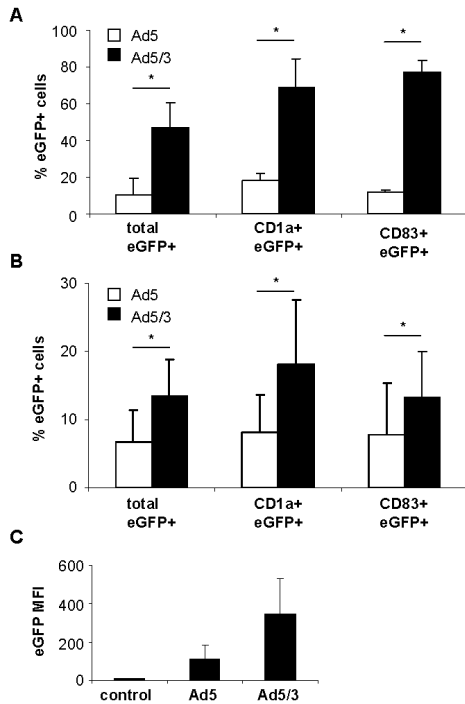 A
Ad5
Ad5/3
% eGFP+ cells
100
80
60
40
20
0
*
*
*
total
eGFP+
CD1a+
eGFP+
CD83+
eGFP+
B
Ad5
Ad5/3
% eGFP+ cells
30
20
10
0
*
*
*
total
eGFP+
CD1a+
eGFP+
CD83+
eGFP+
C
eGFP MFI
600
400
200
0
control Ad5 Ad5/3